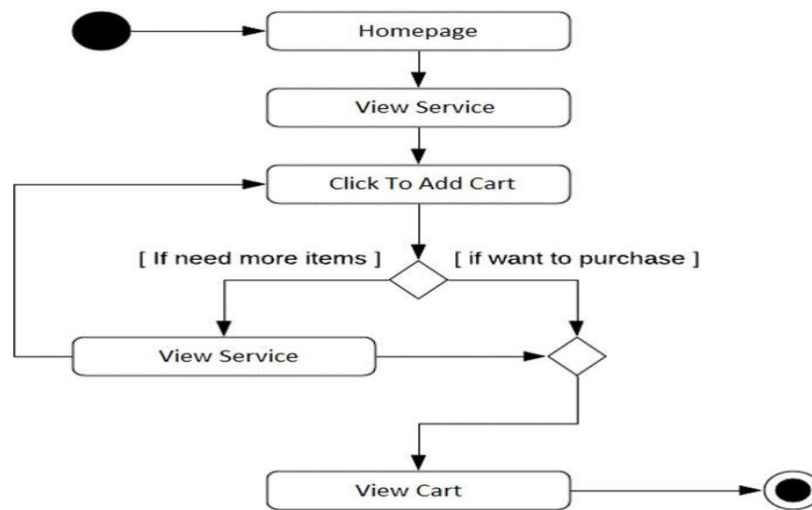 Homepage
View Service
Click To Add Cart
[ If need more items ]
[ if want to purchase ]
View Service
View Cart